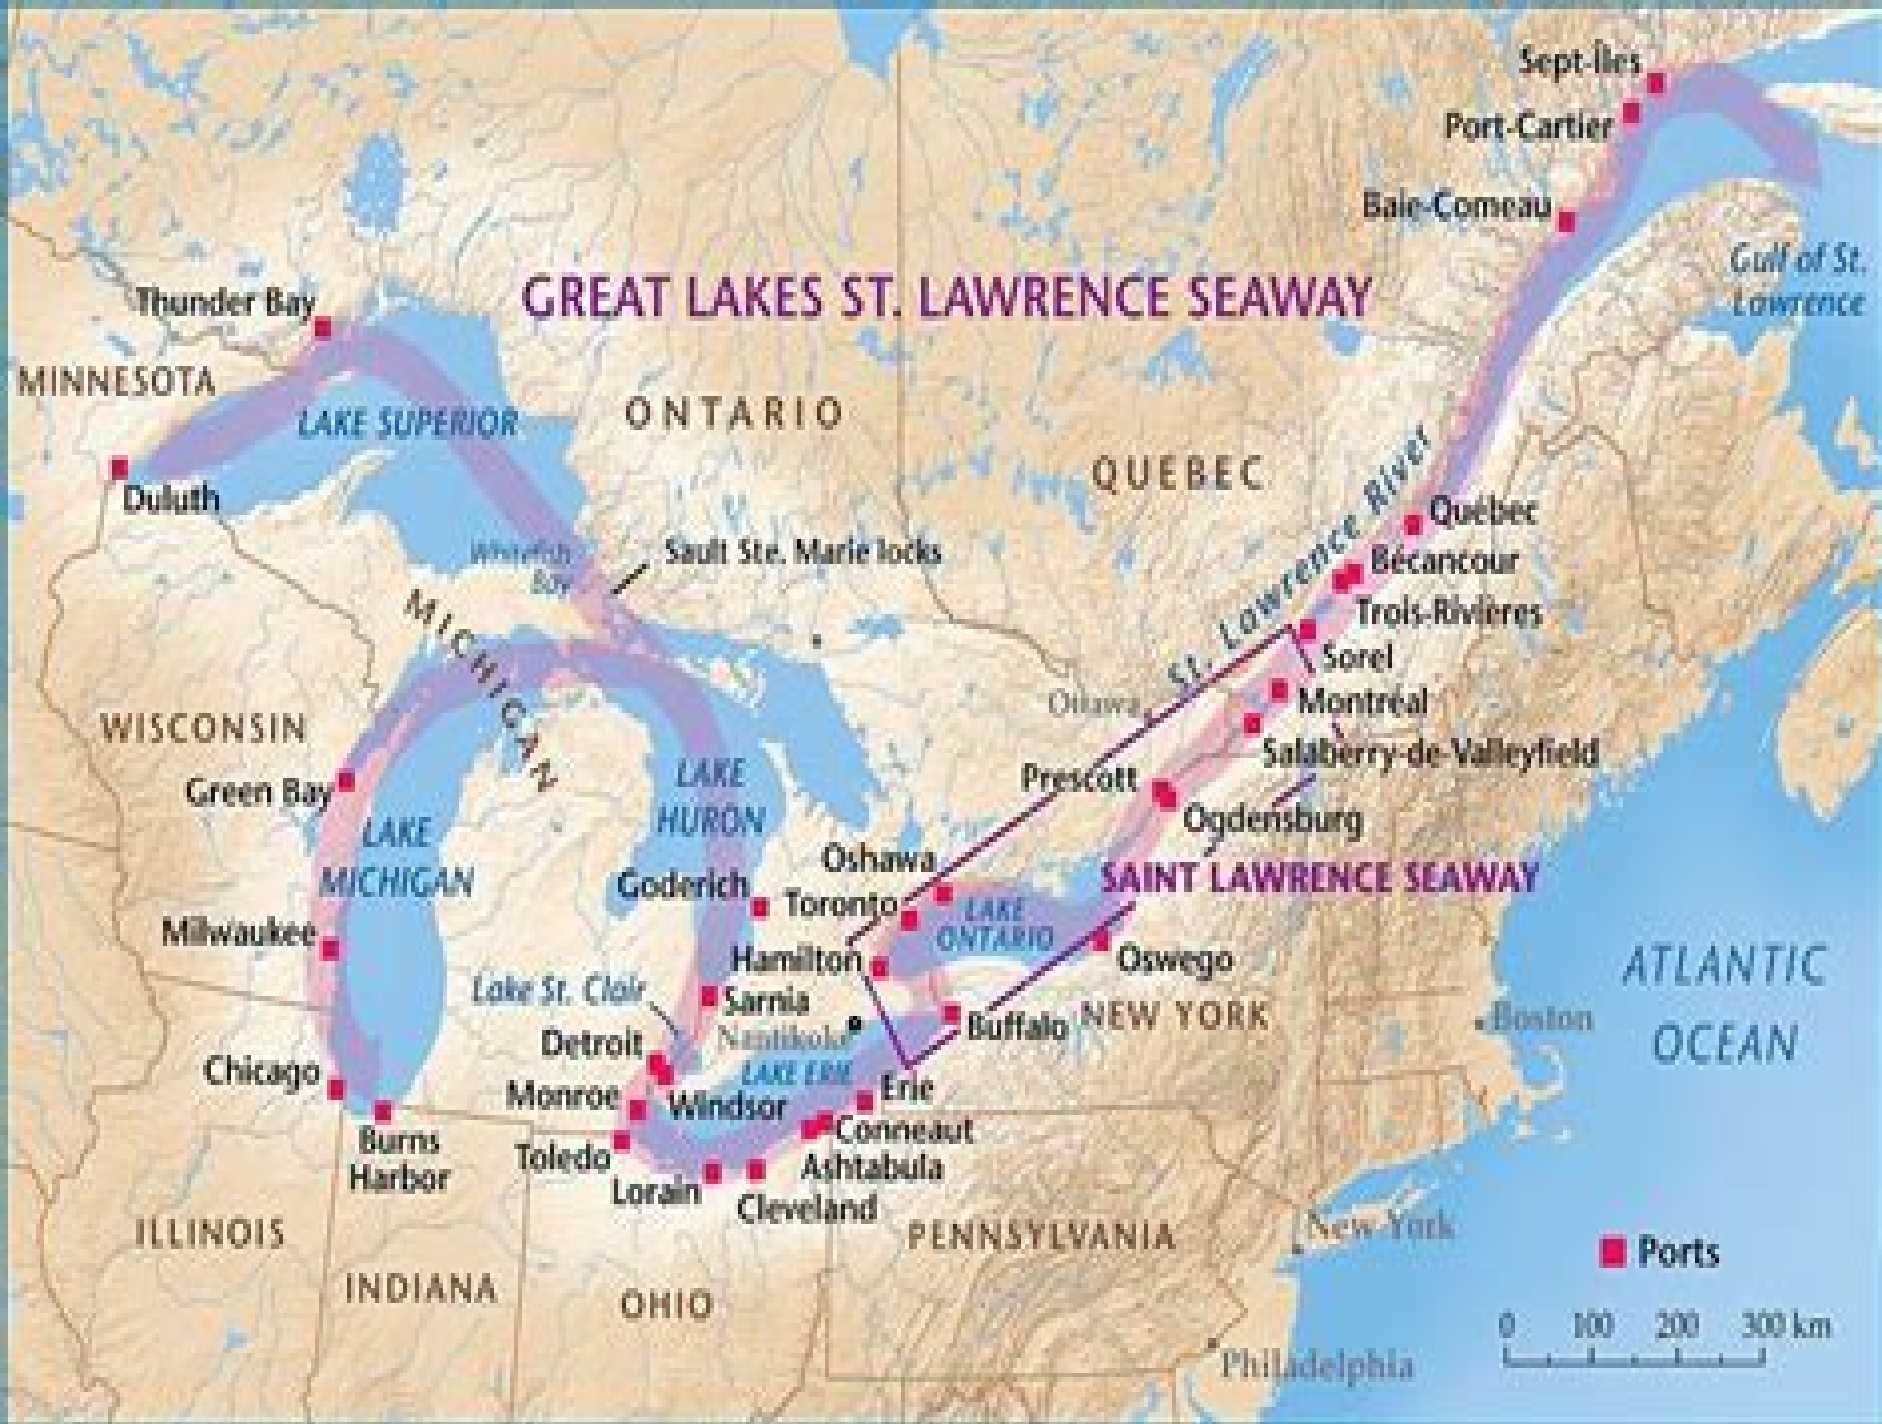 Sept-Îles
Port-Cartier
Baie-Comeau
Gulf of St.
Lawrence
GREAT LAKES ST. LAWRENCE SEAWAY
Thunder Bay
MINNESOTA
LAKE SUPERIOR
ONTARIO
QUEBEC
Duluth
St. Lawrence River
Québec
Whitefish
Bay
Sault Ste. Marie locks
Bécancour
Trois-Rivières
MICHIGAN
Sorel
Ottawa
Montréal
WISCONSIN
Salaberry-de-Valleyfield
Green Bay
LAKE
HURON
Prescott
Ogdensburg
LAKE
MICHIGAN
Oshawa
SAINT LAWRENCE SEAWAY
Goderich
Toronto
LAKE
ONTARIO
Milwaukee
Hamilton
Oswego
ATLANTIC
OCEAN
Lake St. Clair
Sarnia
Nantikoke
Buffalo
NEW YORK
Boston
Detroit
Chicago
LAKE ERIE
Erie
Monroe
Windsor
Conneaut
Burns
Harbor
Toledo
Ashtabula
Lorain
Cleveland
ILLINOIS
PENNSYLVANIA
New York
INDIANA
OHIO
Ports
0 100 200 300 km
Philadelphia